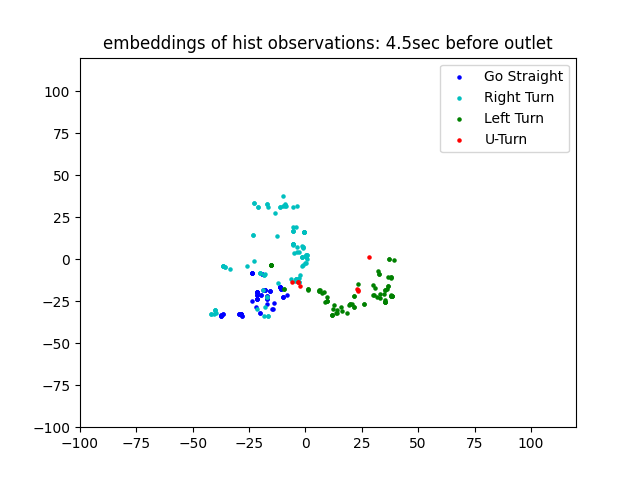 embeddings of hist observations: 4.5sec before outlet
Go Straight
Right Turn
Left Turn
U-Turn
100
75
50
25
0
−25
−50
−75
−100
−100 −75 −50 −25 0 25 50 75 100